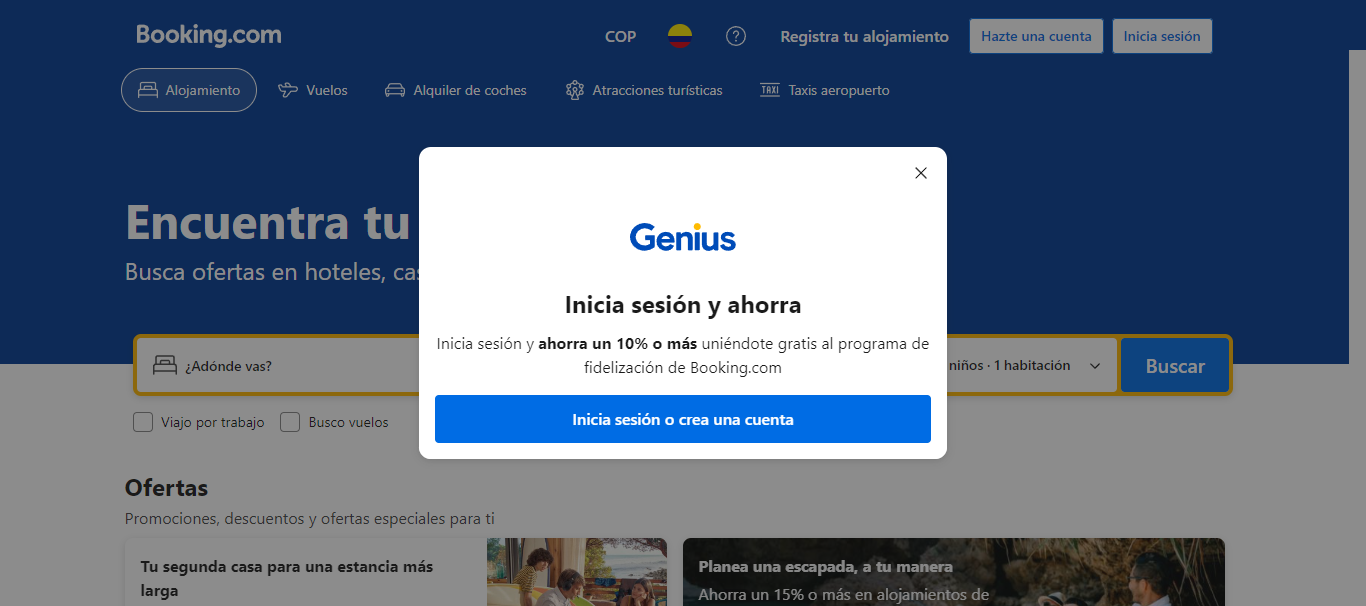 Booking.com
COP
Registra tu alojamiento
Hazte una cuenta
Inicia sesión
Alojamiento
Vuelos
Alquiler de coches
Atracciones turísticas
TAXI
Taxis aeropuerto
Encuentra tu
Busca ofertas en hoteles,
Genius
Inicia sesión y ahorra
Inicia sesión y ahorra un 10% o más uniéndote gratis al programa de
fidelización de Booking.com
Inicia sesión o crea una cuenta
¿Adónde vas?
niños · 1 habitación
Buscar
Viajo por trabajo
Busco vuelos
Ofertas
Promociones, descuentos y ofertas especiales para ti
Tu segunda casa para una estancia más
larga
Planea una escapada, a tu manera
Ahorra un 15% o más en alojamientos de